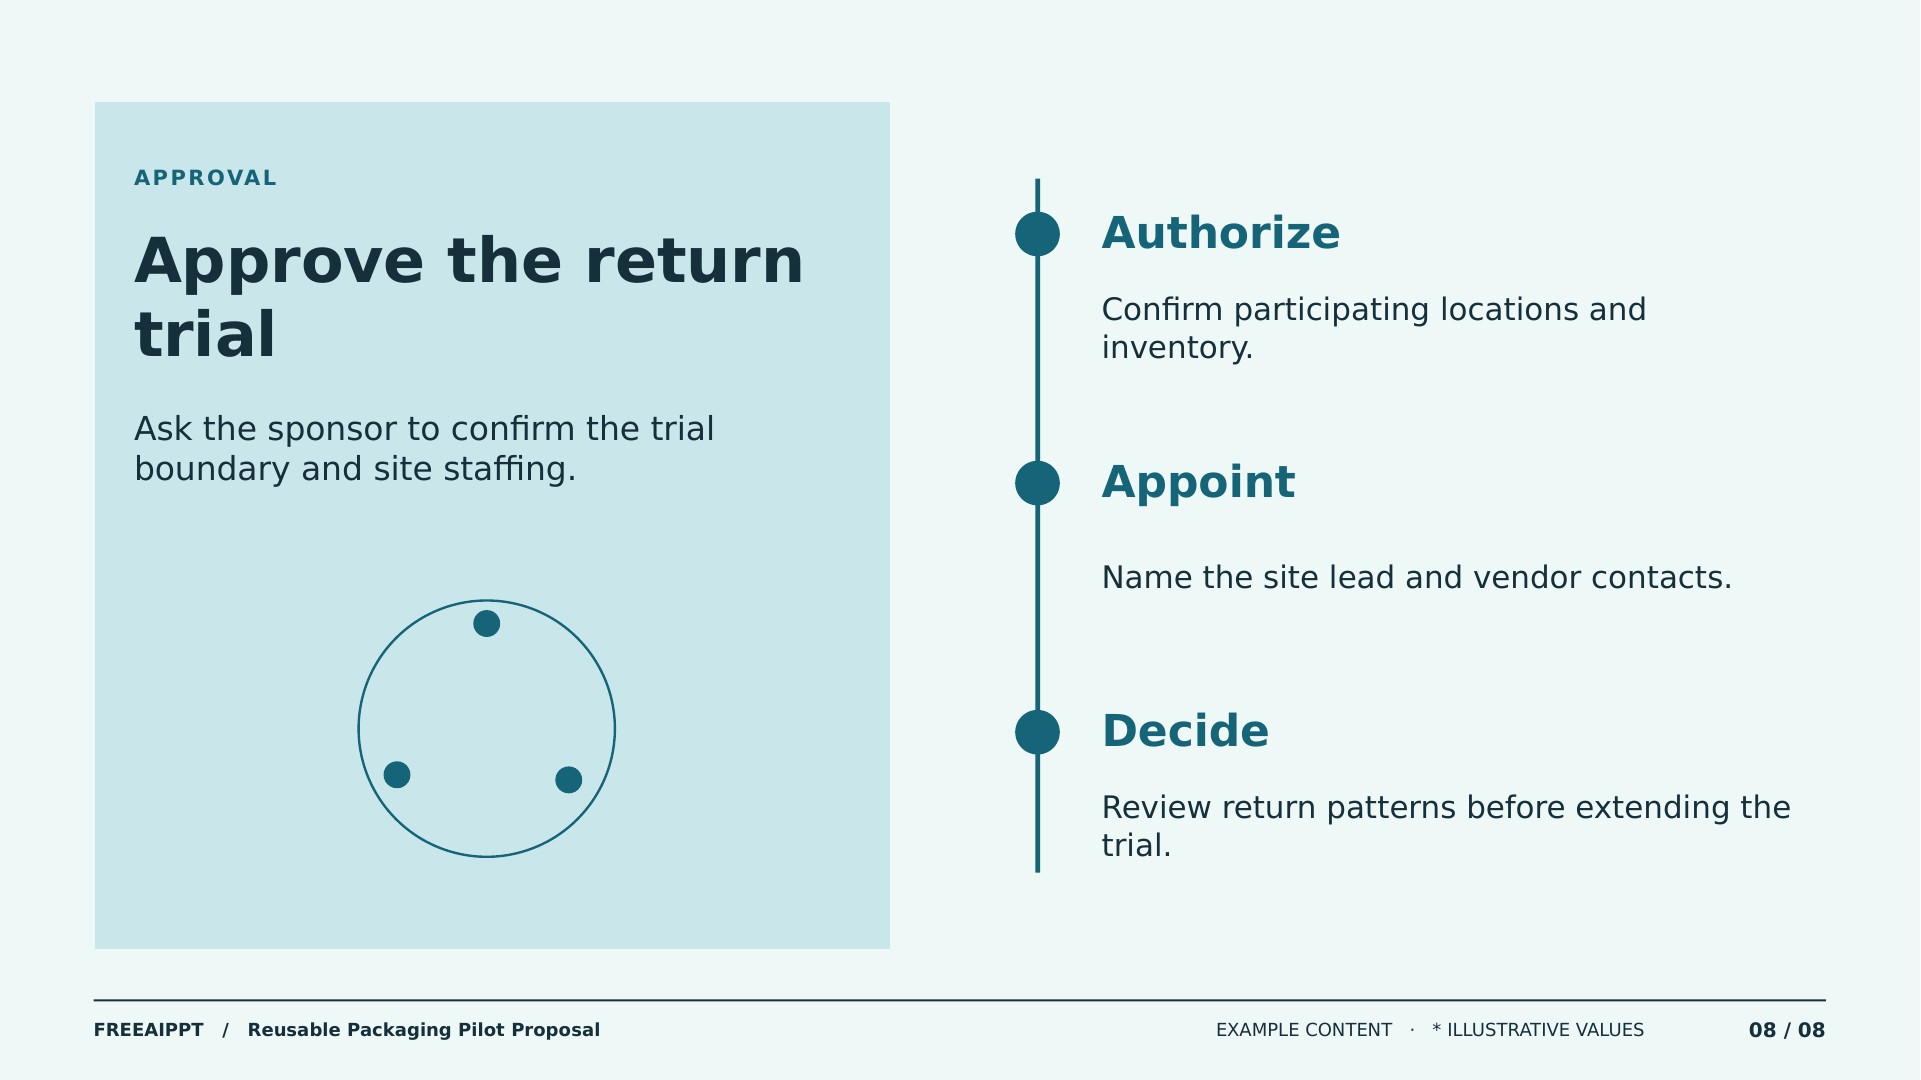 APPROVAL
Approve the return
trial
Ask the sponsor to confirm the trial
boundary and site staffing.
Authorize
Confirm participating locations and
inventory.
Appoint
Name the site lead and vendor contacts.
Decide
Review return patterns before extending the
trial.
FREEAIPPT / Reusable Packaging Pilot Proposal
EXAMPLE CONTENT · * ILLUSTRATIVE VALUES
08 / 08